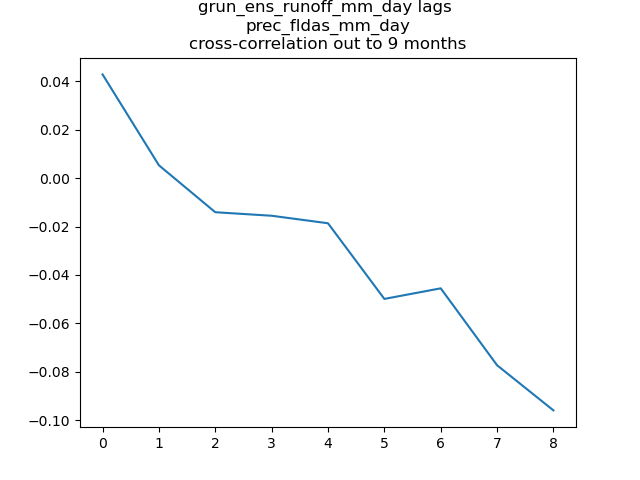 grun_ens_runoff_mm_day lags
prec_fldas_mm_day
cross-correlation out to 9 months
0.04
0.02
0.00
−0.02
−0.04
−0.06
−0.08
−0.10
0 1 2 3 4 5 6 7 8